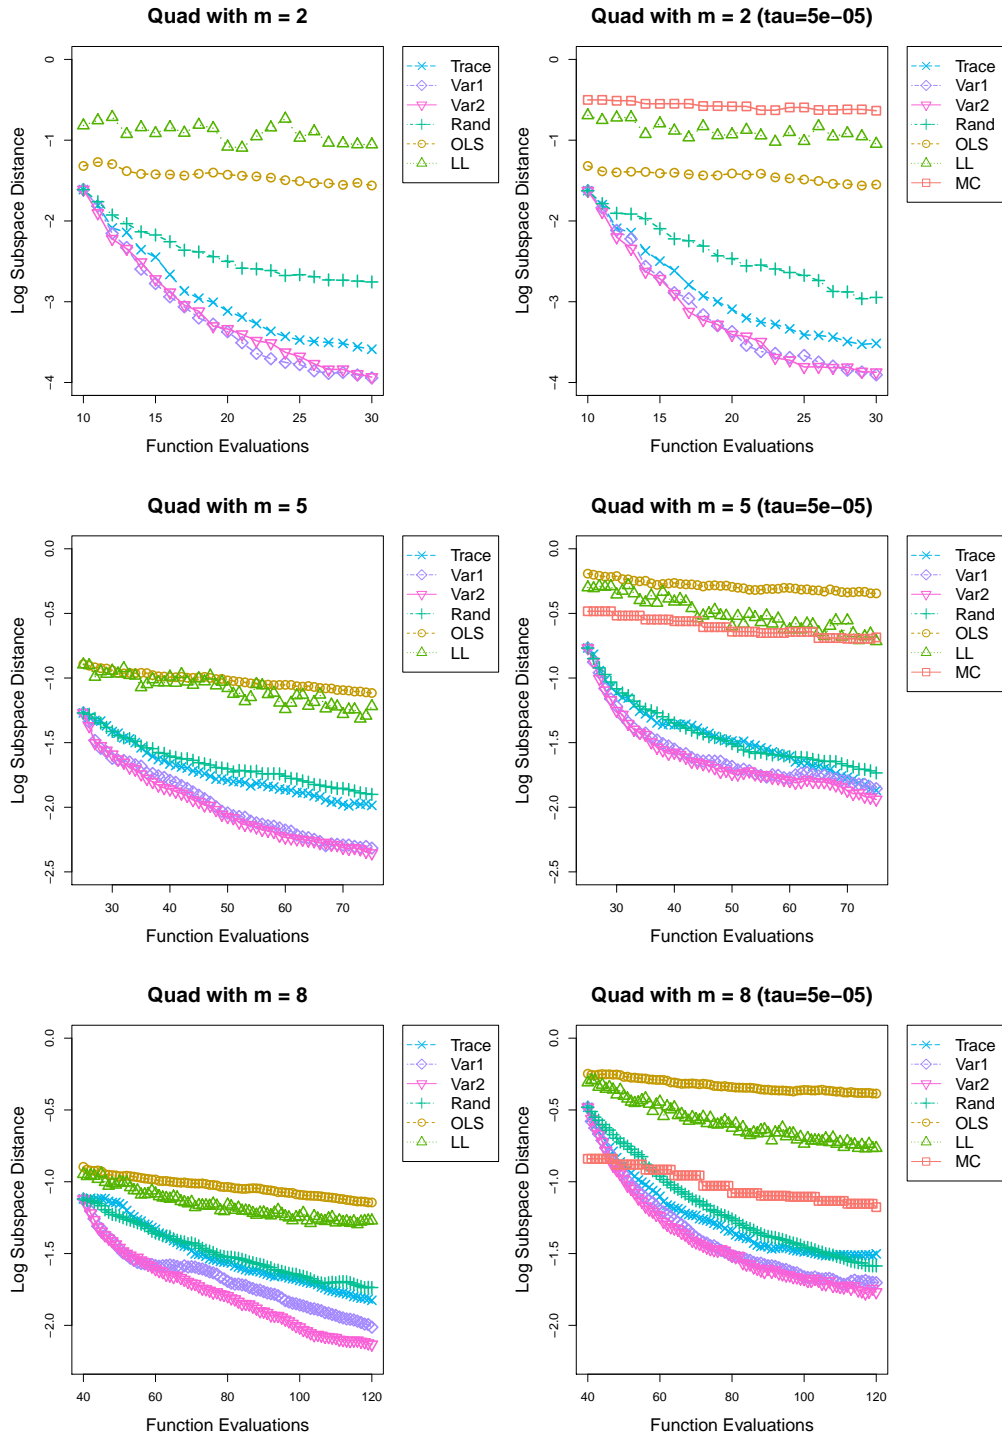 Quad with m = 2
Log Subspace Distance
0
−1
−2
−3
−4
10 15 20 25 30
Function Evaluations
Trace
Var1
Var2
Rand
OLS
LL
Quad with m = 2 (tau=5e−05)
Log Subspace Distance
0
−1
−2
−3
−4
10 15 20 25 30
Function Evaluations
Trace
Var1
Var2
Rand
OLS
LL
MC
Quad with m = 5
Log Subspace Distance
0.0
−0.5
−1.0
−1.5
−2.0
−2.5
30 40 50 60 70
Function Evaluations
Trace
Var1
Var2
Rand
OLS
LL
Quad with m = 5 (tau=5e−05)
Log Subspace Distance
0.0
−0.5
−1.0
−1.5
−2.0
−2.5
30 40 50 60 70
Function Evaluations
Trace
Var1
Var2
Rand
OLS
LL
MC
Quad with m = 8
Log Subspace Distance
0.0
−0.5
−1.0
−1.5
−2.0
40 60 80 100 120
Function Evaluations
Trace
Var1
Var2
Rand
OLS
LL
Quad with m = 8 (tau=5e−05)
Log Subspace Distance
0.0
−0.5
−1.0
−1.5
−2.0
40 60 80 100 120
Function Evaluations
Trace
Var1
Var2
Rand
OLS
LL
MC